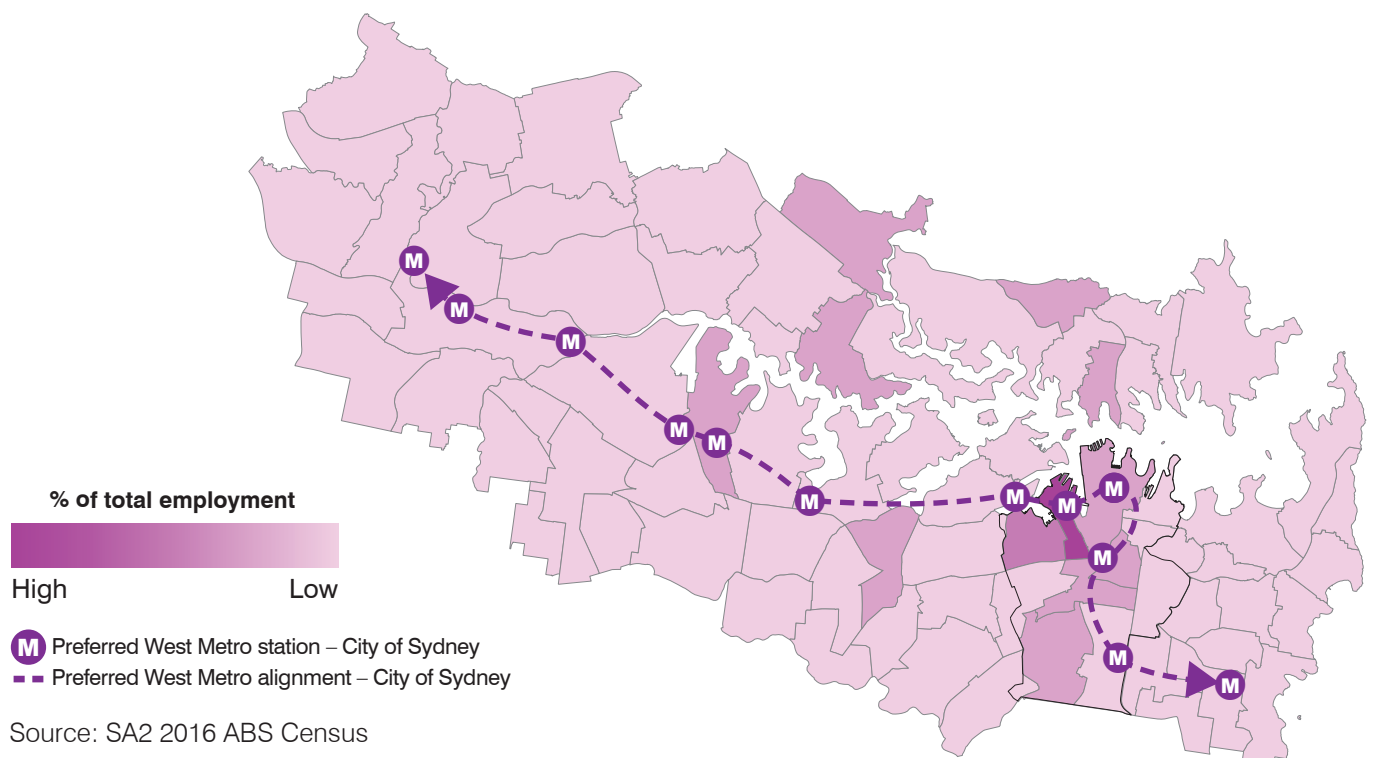 M
M
M
M
M
M
M
M
M
M
M
M
% of total employment
High Low
M Preferred West Metro station – City of Sydney
Preferred West Metro alignment – City of Sydney
Source: SA2 2016 ABS Census